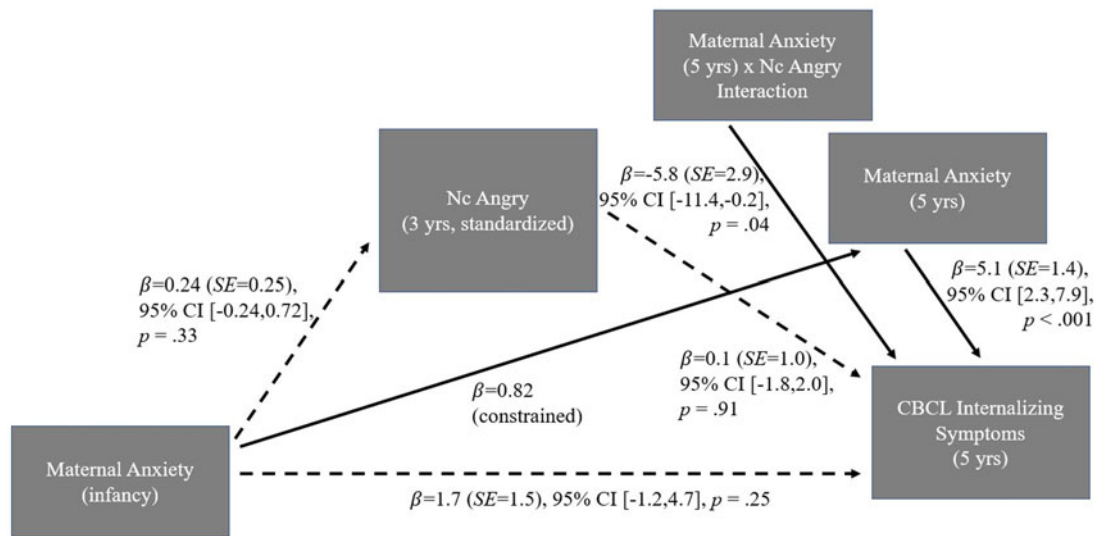 Maternal Anxiety
(5 yrs) x Nc Angry
Interaction
Nc Angry
(3 yrs, standardized)
β=-5.8 (SE=2.9),
95% CI [-11.4,-0.2],
p = .04
Maternal Anxiety
(5 yrs)
β=0.24 (SE=0.25),
95% CI [-0.24,0.72],
p = .33
β=5.1 (SE=1.4),
95% CI [2.3,7.9],
p < .001
β=0.1 (SE=1.0),
95% CI [-1.8,2.0],
p = .91
β=0.82
(constrained)
CBCL Internalizing
Symptoms
(5 yrs)
Maternal Anxiety
(infancy)
β=1.7 (SE=1.5), 95% CI [-1.2,4.7], p = .25